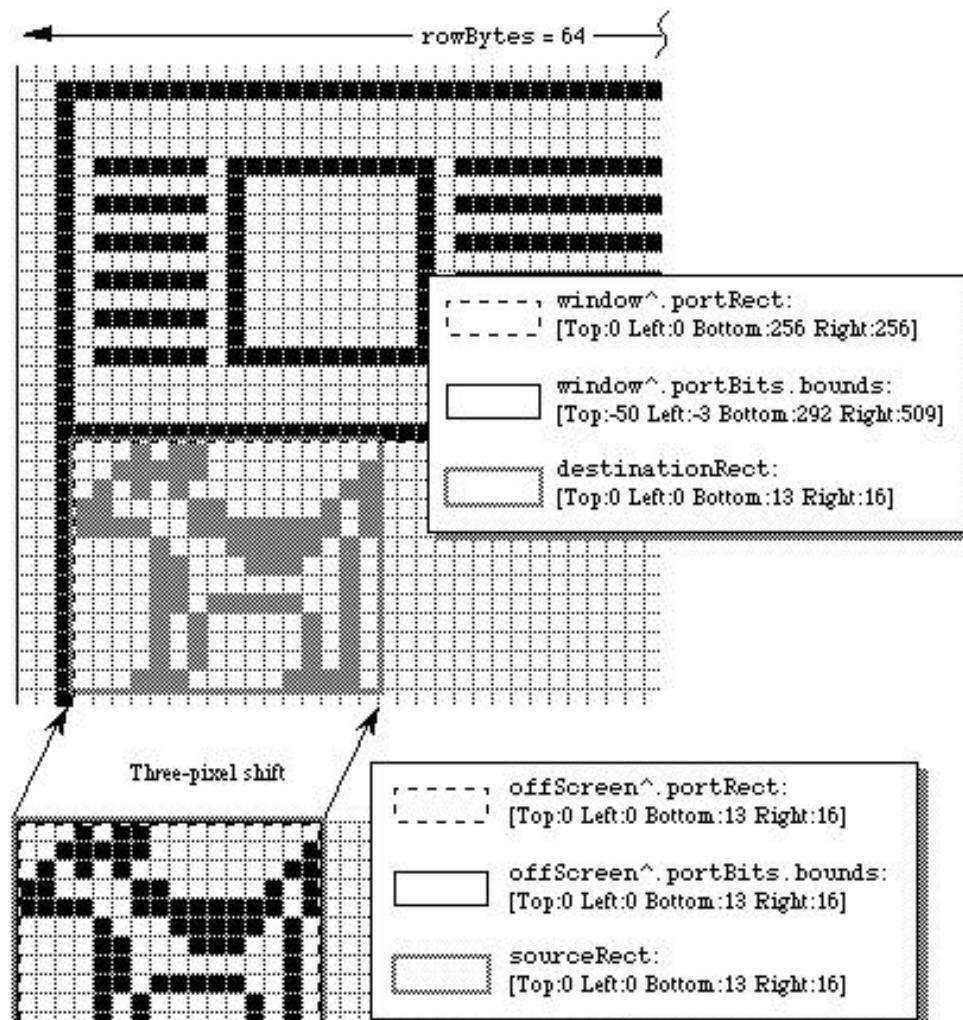 rowBytes = 64
window^.portRect:
[Top:0 Left:0 Bottom:256 Right:256]
window^.portBits.bounds:
[Top:-50 Left:-3 Bottom:292 Right:509]
destinationRect:
[Top:0 Left:0 Bottom:13 Right:16]
Three-pixel shift
offScreen^.portRect:
[Top:0 Left:0 Bottom:13 Right:16]
offScreen^.portBits.bounds:
[Top:0 Left:0 Bottom:13 Right:16]
sourceRect:
[Top:0 Left:0 Bottom:13 Right:16]